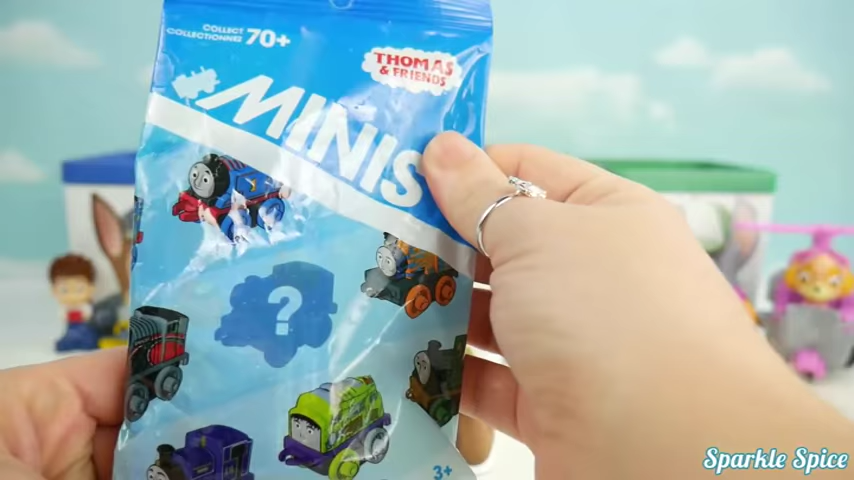 COLLECT
COLLECTIONNEZ 70+
THOMAS
& FRIENDS
MINIS
?
3+
Sparkle Spice